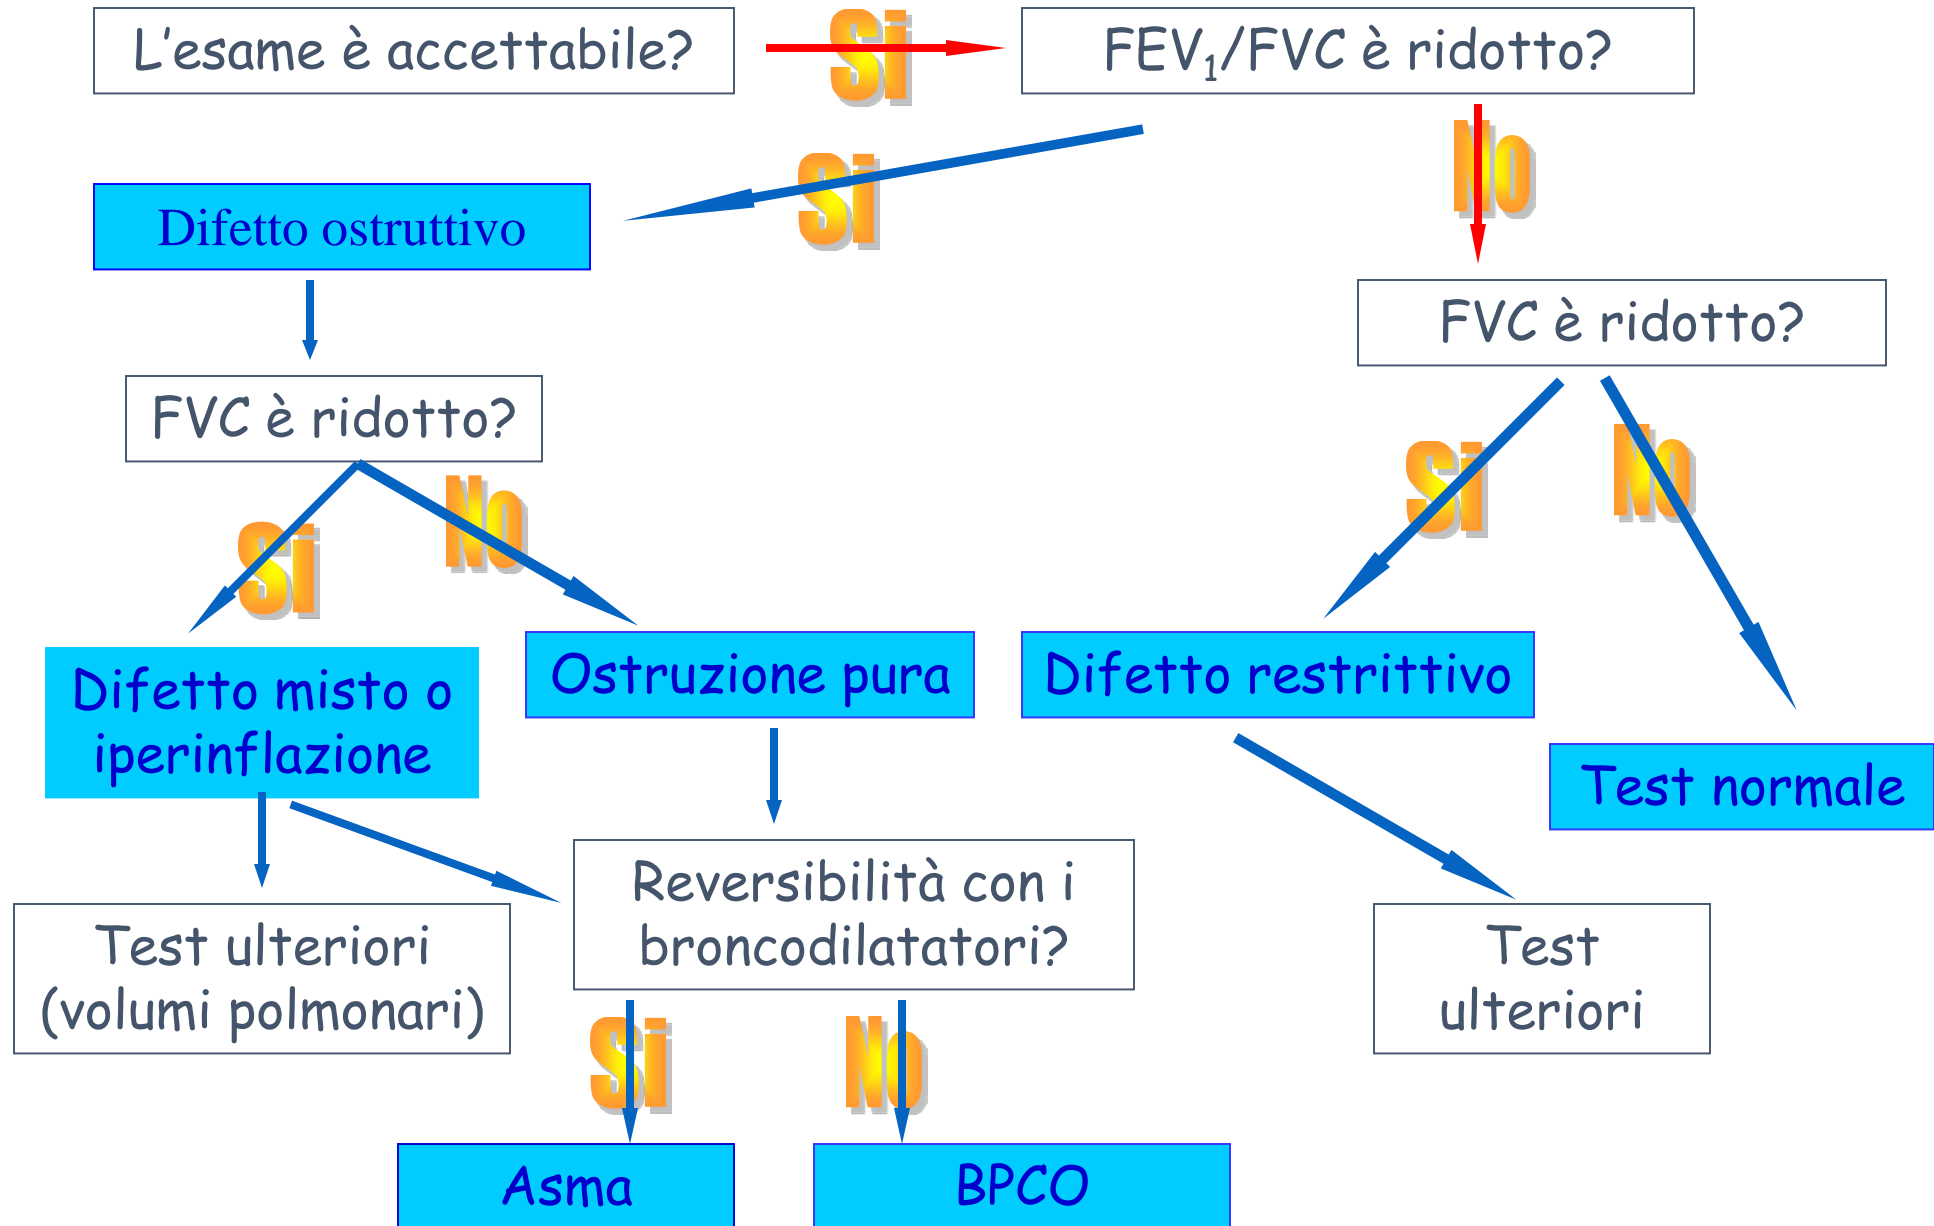 L'esame è accettabile?
Si
FEV1/FVC è ridotto?
Si
No
Difetto ostruttivo
FVC è ridotto?
FVC è ridotto?
Si
No
Si
No
Difetto misto o
iperinflazione
Ostruzione pura
Difetto restrittivo
Test normale
Reversibilità con i
broncodilatatori?
Test ulteriori
(volumi polmonari)
Test
ulteriori
Si
No
Asma
BPCO